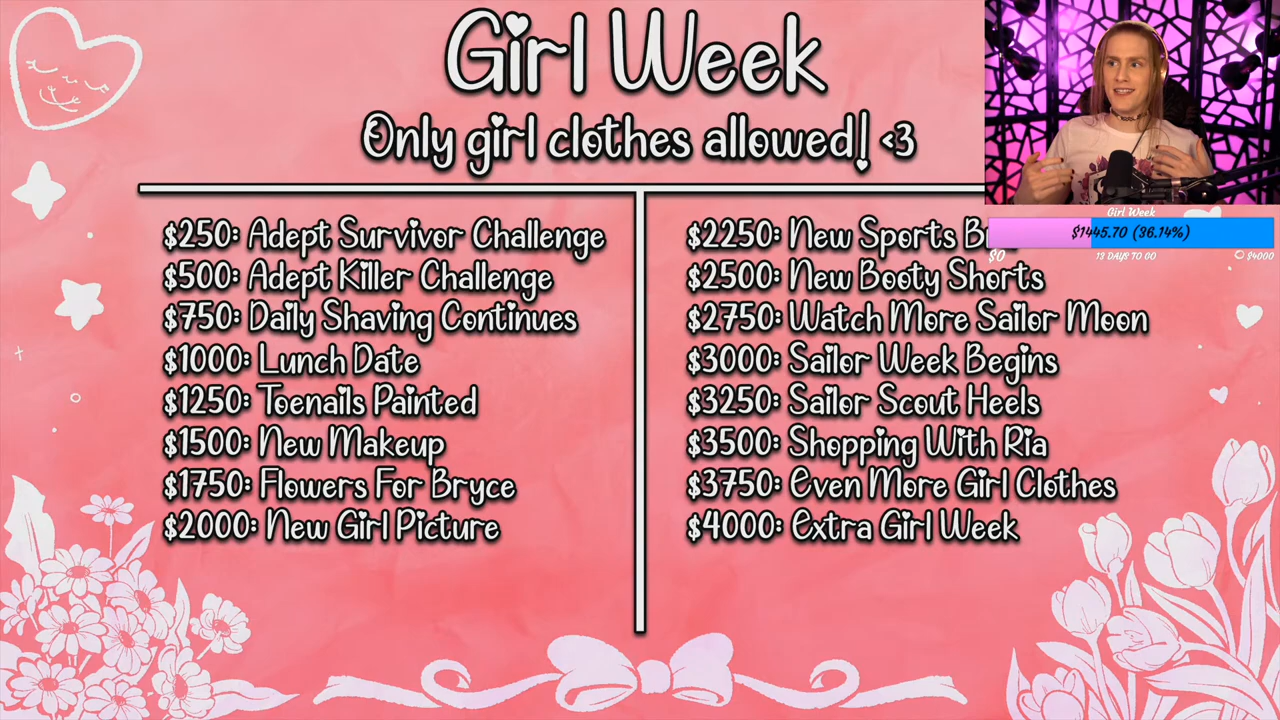 Girl Week
Only girl clothes allowed! <3
$250: Adept Survivor Challenge
$500: Adept Killer Challenge
$750: Daily Shaving Continues
$1000: Lunch Date
$1250: Toenails Painted
$1500: New Makeup
$1750: Flowers For Bryce
$2000: New Girl Picture
$2250: New Sports
$2500: New Booty Shorts
$2750: Watch More Sailor Moon
$3000: Sailor Week Begins
$3250: Sailor Scout Heels
$3500: Shopping With Ria
$3750: Even More Girl Clothes
$4000: Extra Girl Week
Girl Week
$1445.70 (36.14%)
$0 13 DAYS TO GO $4000